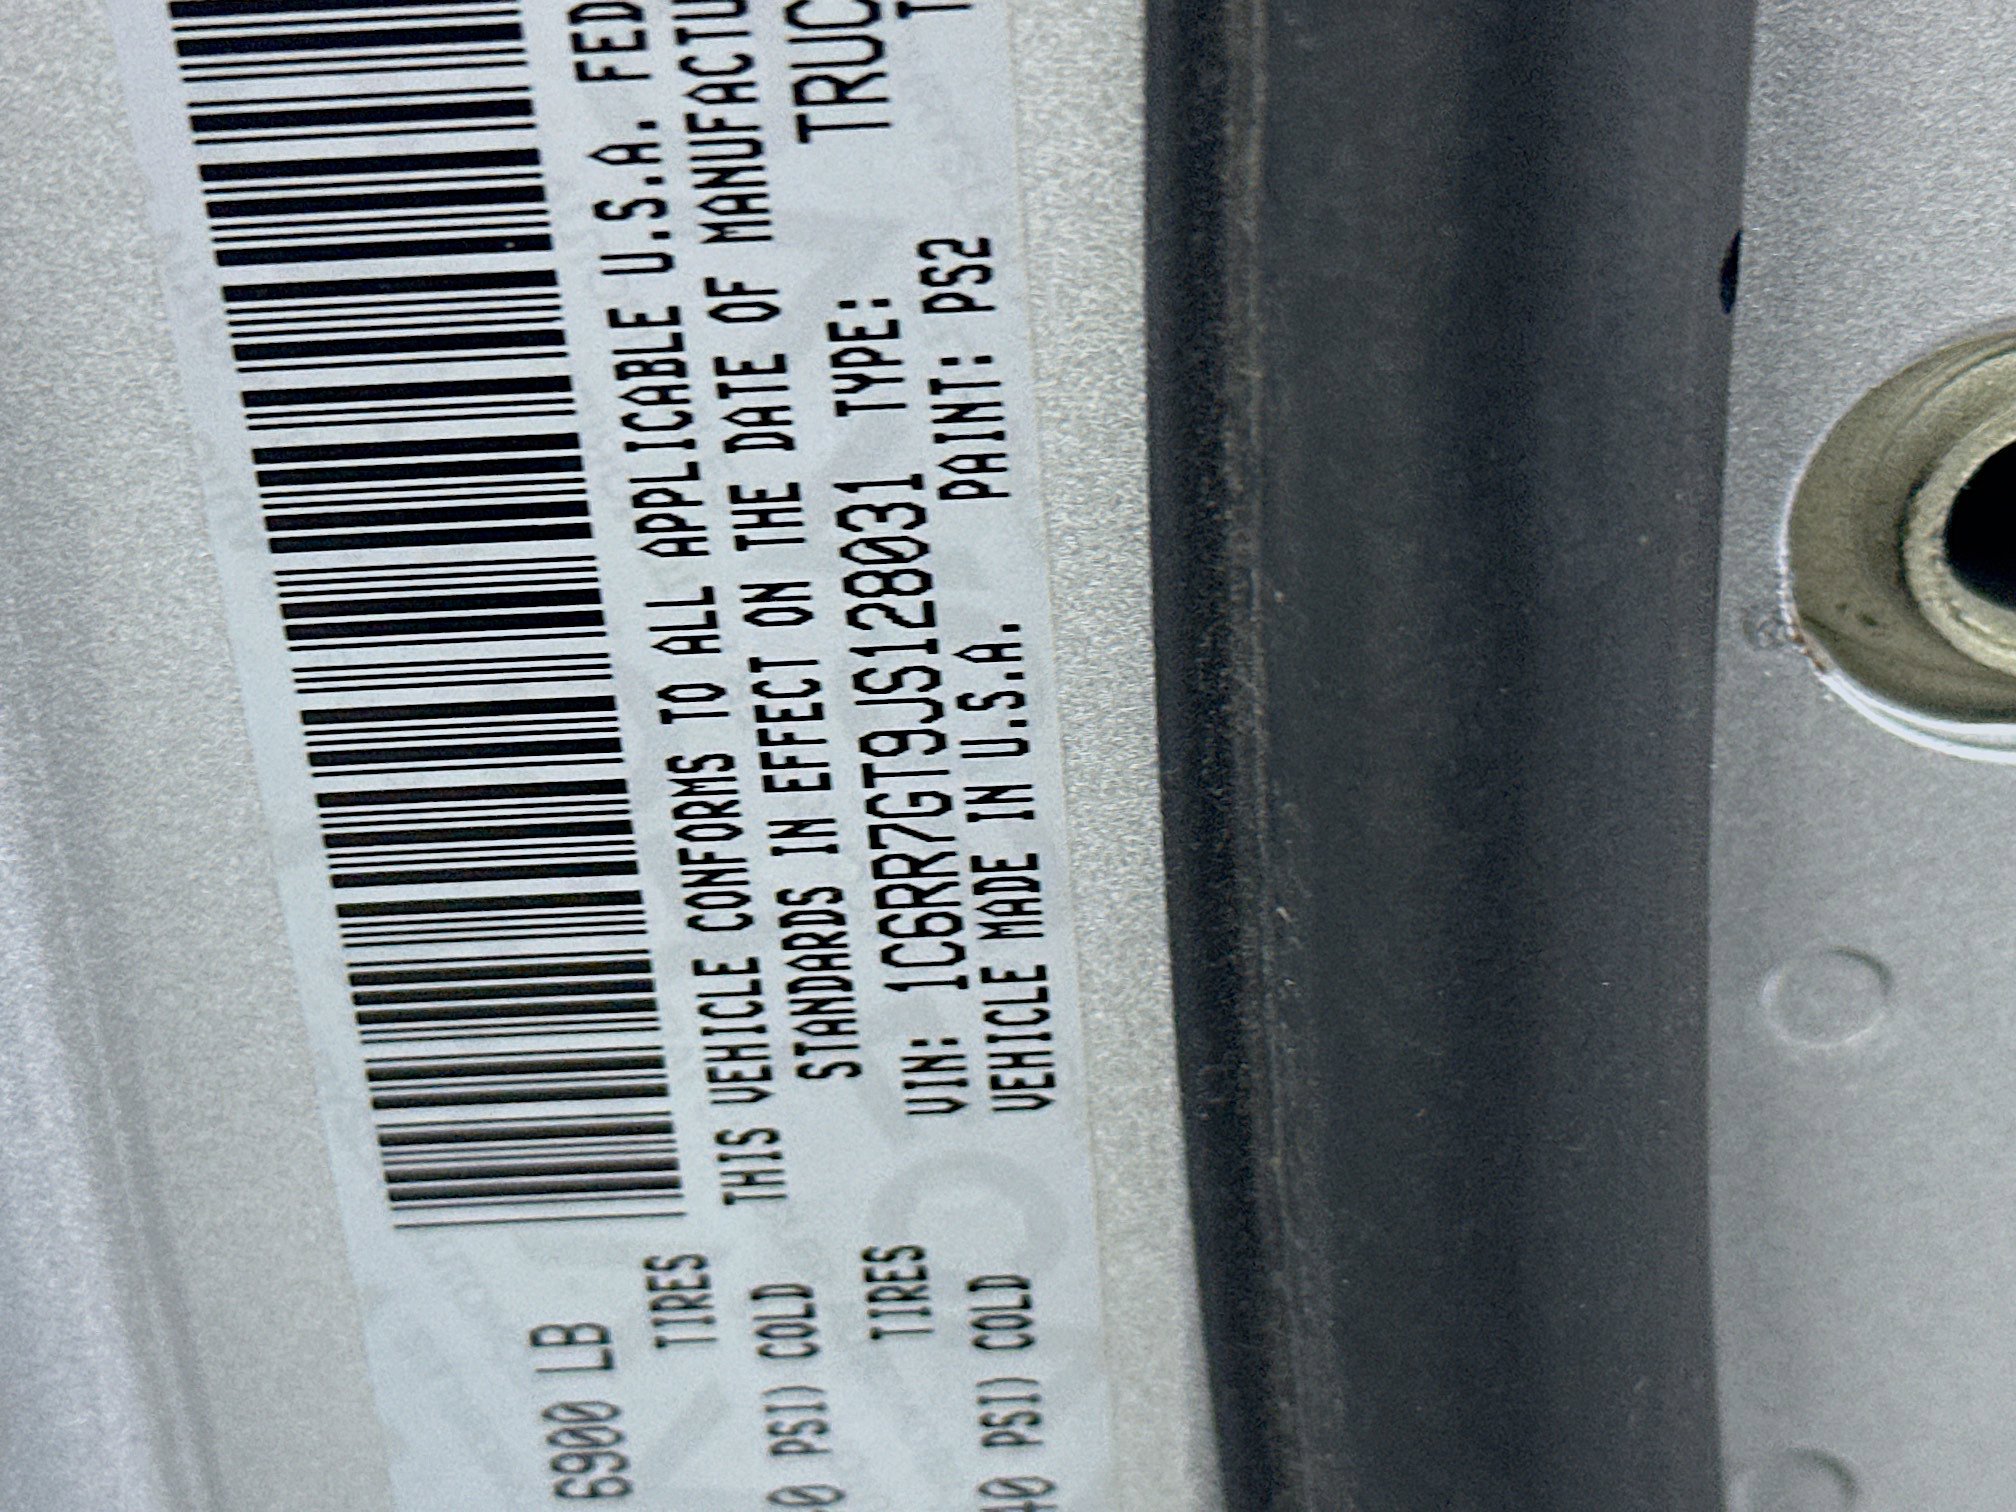 6900 LB
TIRES
PSI) COLD
TIRES
40 PSI) COLD
THIS VEHICLE CONFORMS TO ALL APPLICABLE U.S.A. FED
STANDARDS IN EFFECT ON THE DATE OF MANUFACTU
VIN: 1C6RR7GT9JS128031 TYPE: TRUC
VEHICLE MADE IN U.S.A. PAINT: PS2